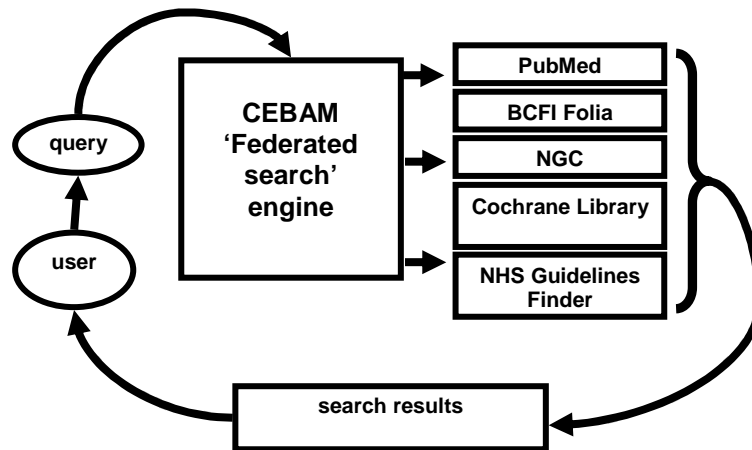 query
user
CEBAM
‘Federated
search’
engine
PubMed
BCFI Folia
NGC
Cochrane Library
NHS Guidelines
Finder
search results